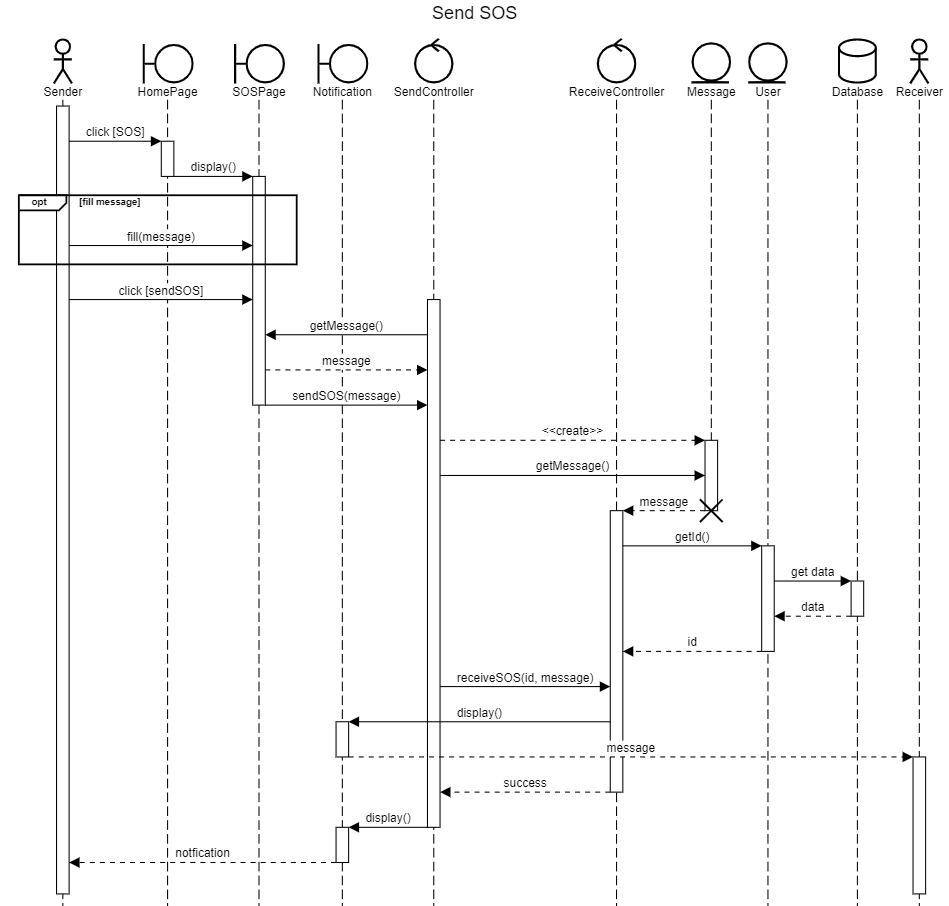 Send SOS
Sender
HomePage
SOSPage
Notification
SendController
ReceiveController
Message
User
Database
Receiver
click [SOS]
display()
opt
[fill message]
fill(message)
click [sendSOS]
getMessage()
message
sendSOS(message)
<<create>>
getMessage()
message
getId()
get data
data
id
receiveSOS(id, message)
display()
message
success
display()
notfication